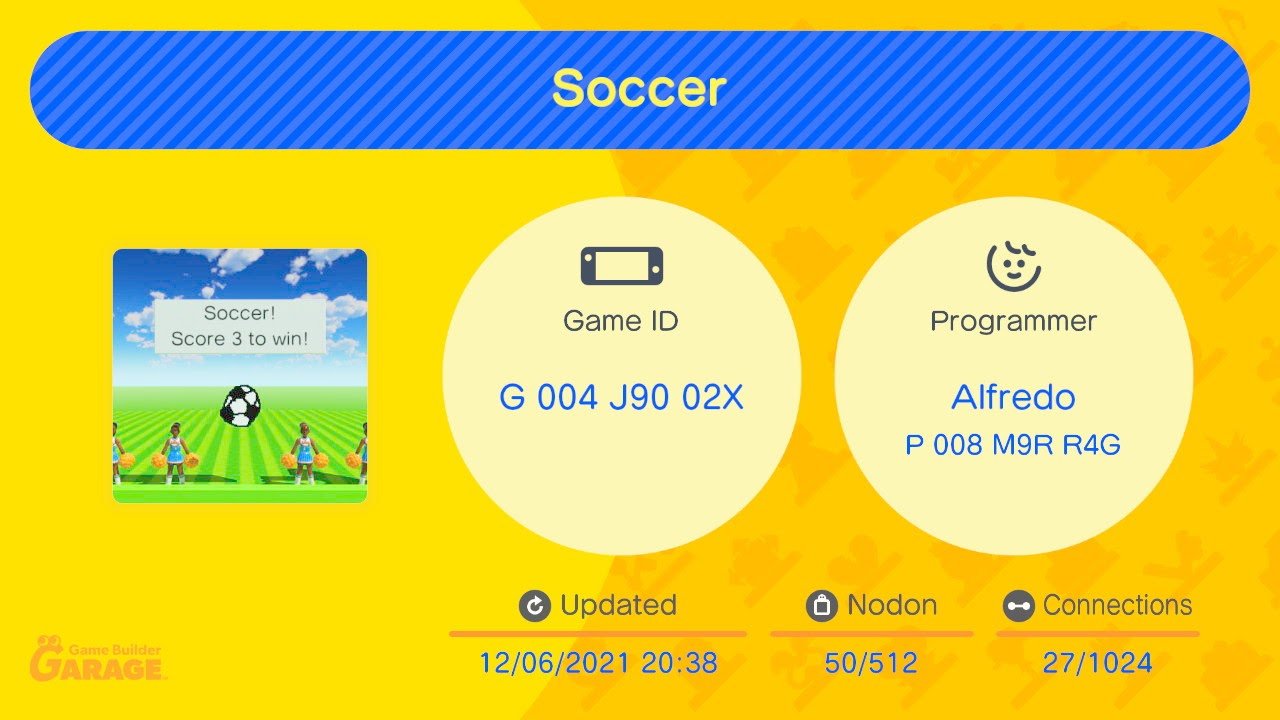 Soccer
Soccer!
Score 3 to win!
Game ID
G 004 J90 02X
Programmer
Alfredo
P 008 M9R R4G
Updated
12/06/2021 20:38
Nodon
50/512
Connections
27/1024
Game Builder
GARAGE